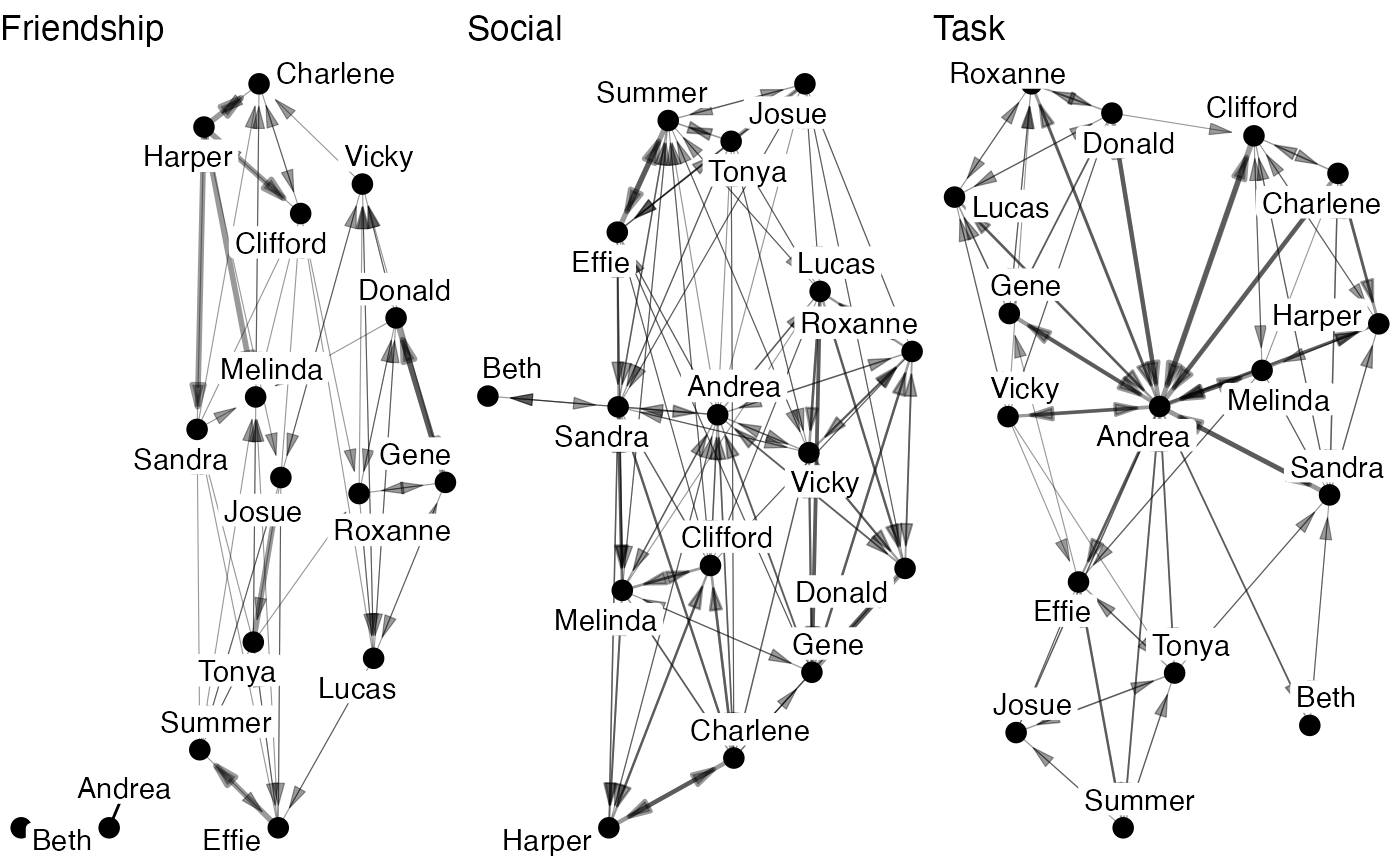 Friendship
Charlene
Harper
Vicky
Clifford
Donald
Melinda
Sandra
Gene
Josue
Roxanne
Tonya
Lucas
Summer
Andrea
Beth
Effie
Social
Summer
Josue
Tonya
Effie
Lucas
Roxanne
Beth
Andrea
Sandra
Vicky
Clifford
Donald
Melinda
Gene
Charlene
Harper
Task
Roxanne
Clifford
Donald
Charlene
Lucas
Gene
Harper
Vicky
Melinda
Andrea
Sandra
Effie
Tonya
Beth
Josue
Summer